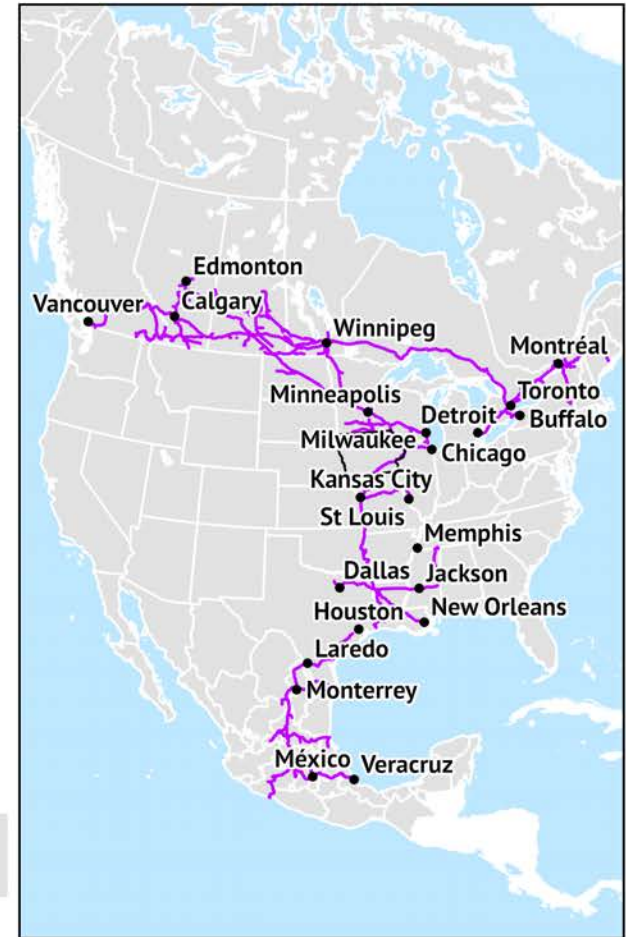 Edmonton
Vancouver
Calgary
Winnipeg
Montréal
Minneapolis
Toronto
Detroit
Buffalo
Milwaukee
Chicago
Kansas City
St Louis
Memphis
Dallas
Jackson
Houston
New Orleans
Laredo
Monterrey
México
Veracruz